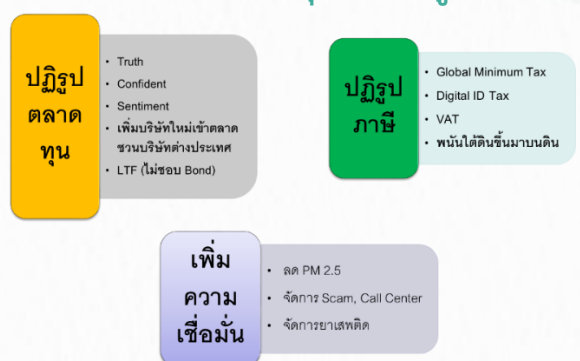 ปฏิรูป
ตลาด
ทุน
• Truth
• Confident
• Sentiment
• เพิ่มบริษัทใหม่เข้าตลาด
ชวนบริษัทต่างประเทศ
• LTF (ไม่ชอบ Bond)
ปฏิรูป
ภาษี
• Global Minimum Tax
• Digital ID Tax
• VAT
• พนันใต้ดินขึ้นมาบนดิน
เพิ่ม
ความ
เชื่อมั่น
• ลด PM 2.5
• จัดการ Scam, Call Center
• จัดการยาเสพติด